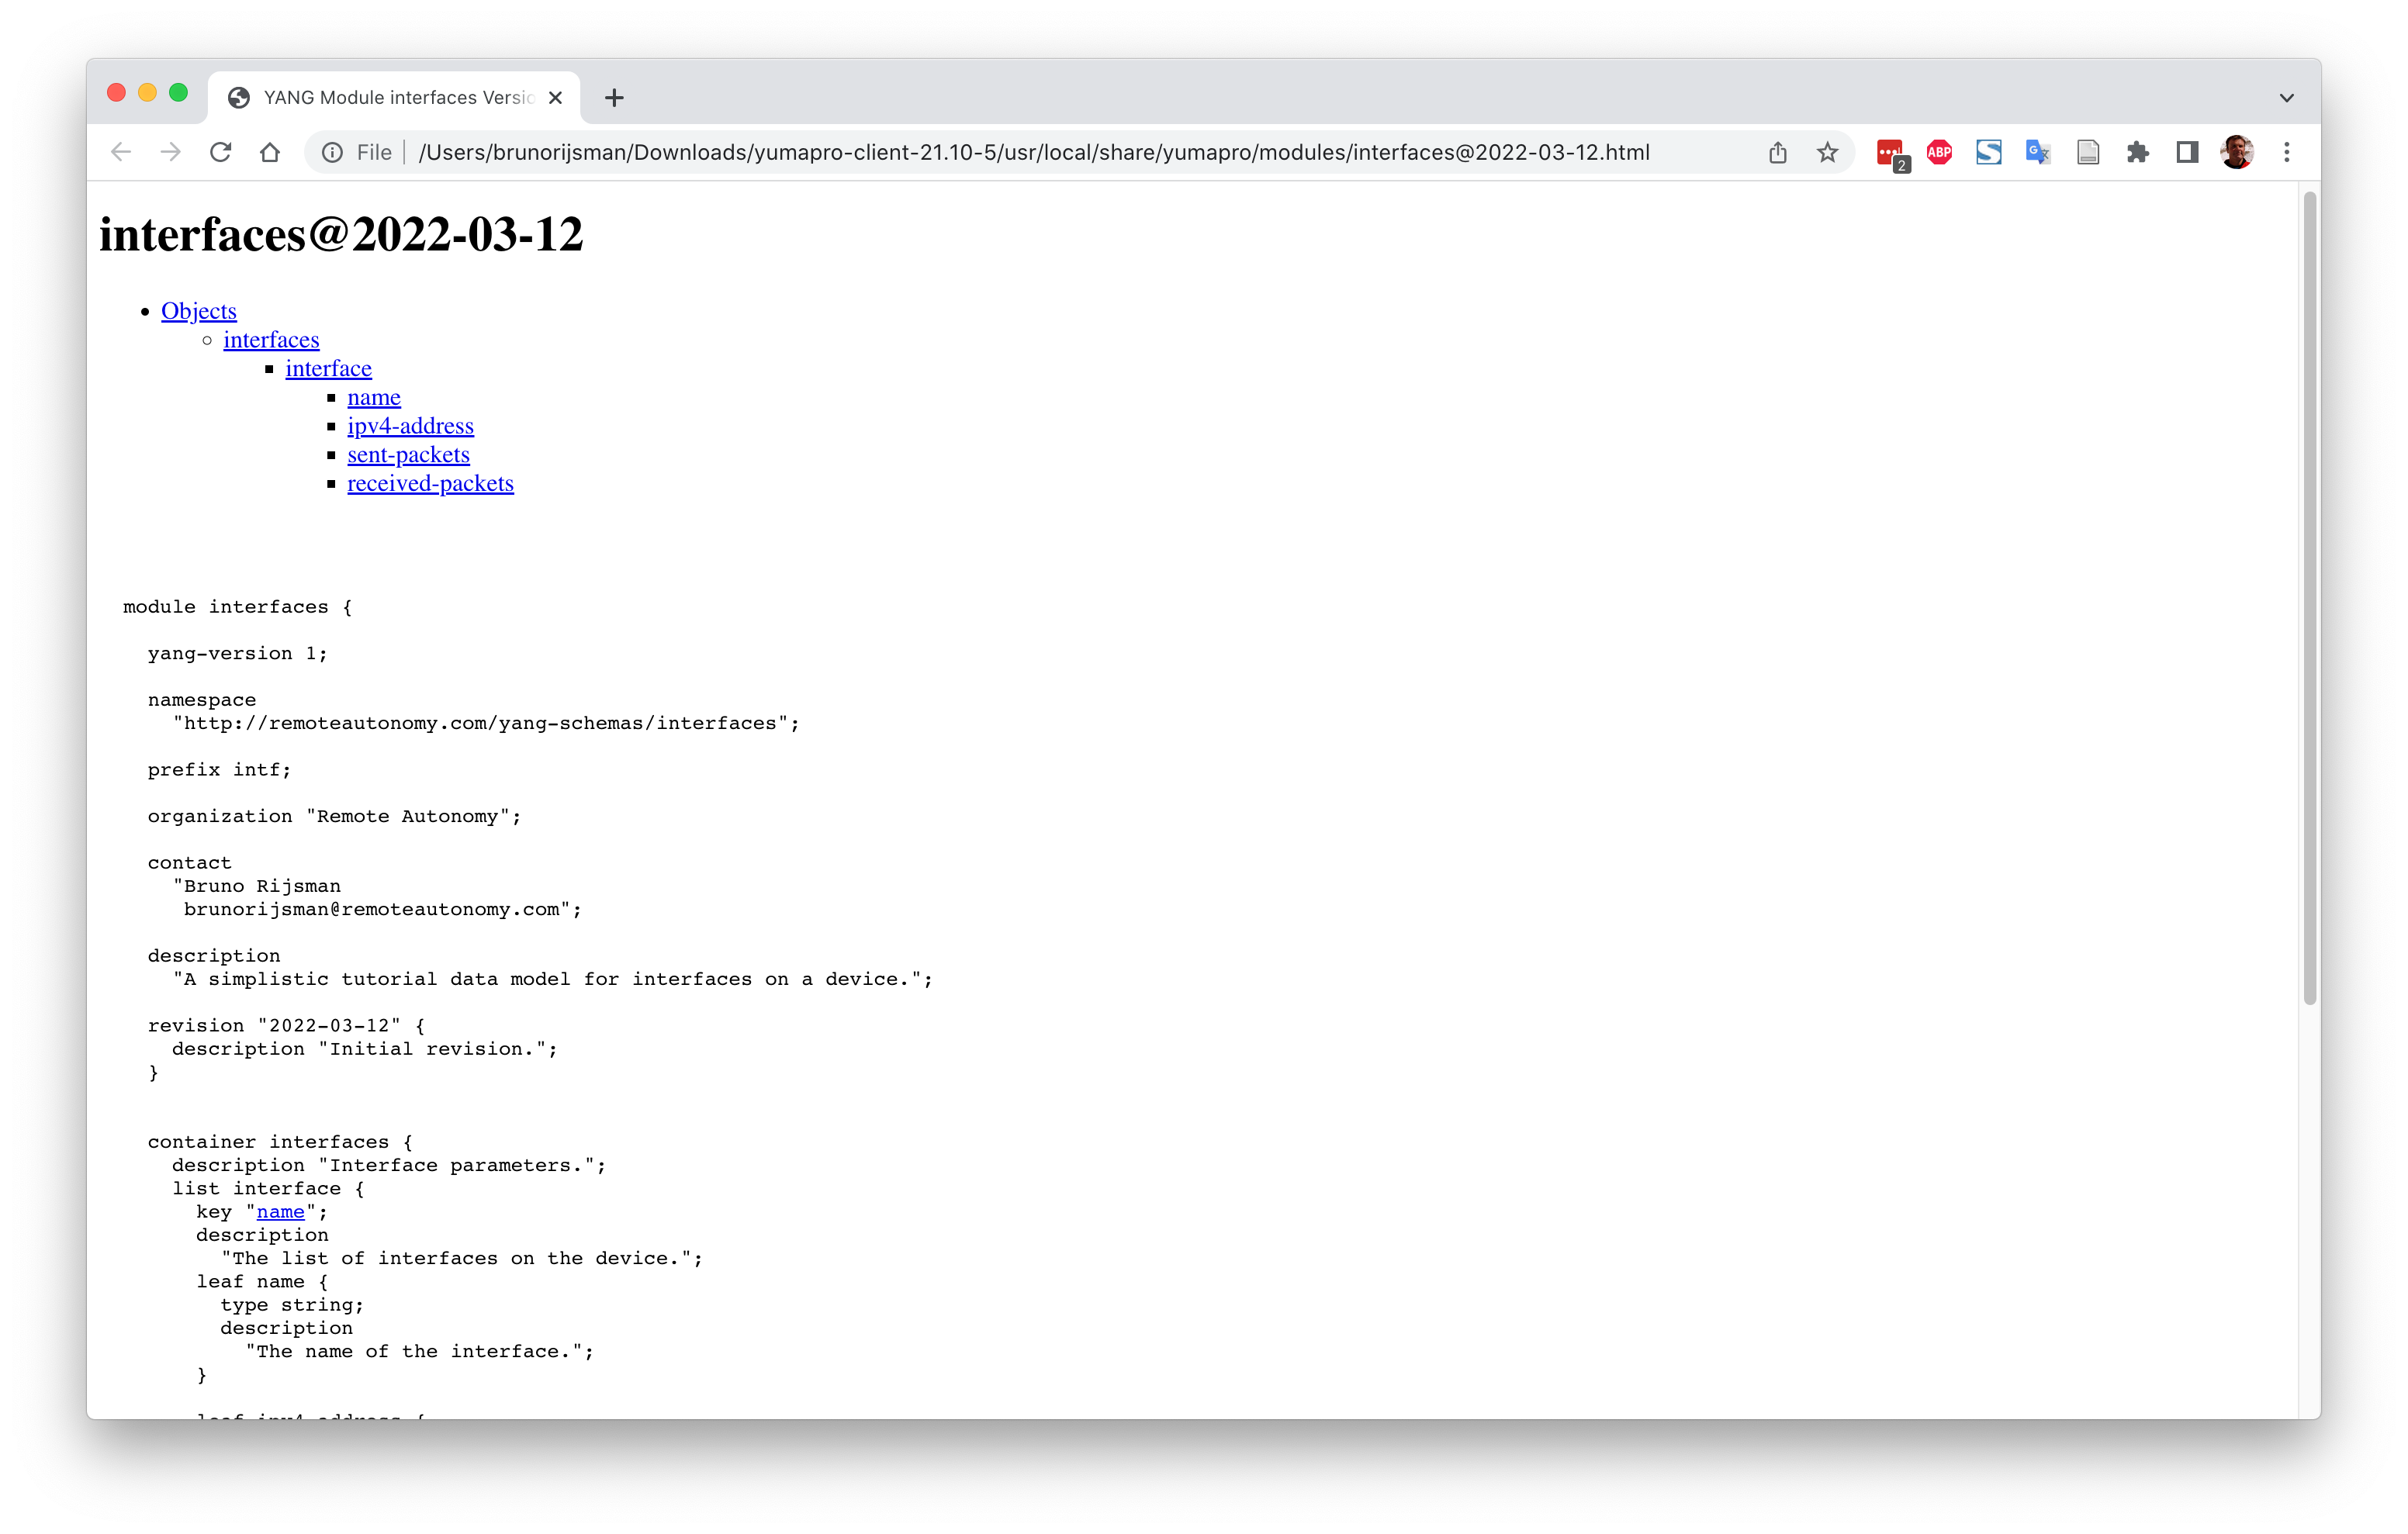 YANG Module interfaces Versio
File
/Users/brunorijsman/Downloads/yumapro-client-21.10-5/usr/local/share/yumapro/modules/interfaces@2022-03-12.html
2
ABP
interfaces@2022-03-12
Objects
interfaces
interface
name
ipv4-address
sent-packets
received-packets
module interfaces {
yang-version 1;
namespace
"http://remoteautonomy.com/yang-schemas/interfaces";
prefix intf;
organization "Remote Autonomy";
contact
"Bruno Rijsman
brunorijsman@remoteautonomy.com";
description
"A simplistic tutorial data model for interfaces on a device.";
revision "2022-03-12" {
description "Initial revision.";
}
container interfaces {
description "Interface parameters.";
list interface {
key "name";
description
"The list of interfaces on the device.";
leaf name {
type string;
description
"The name of the interface.";
}
leaf ipv4-address {